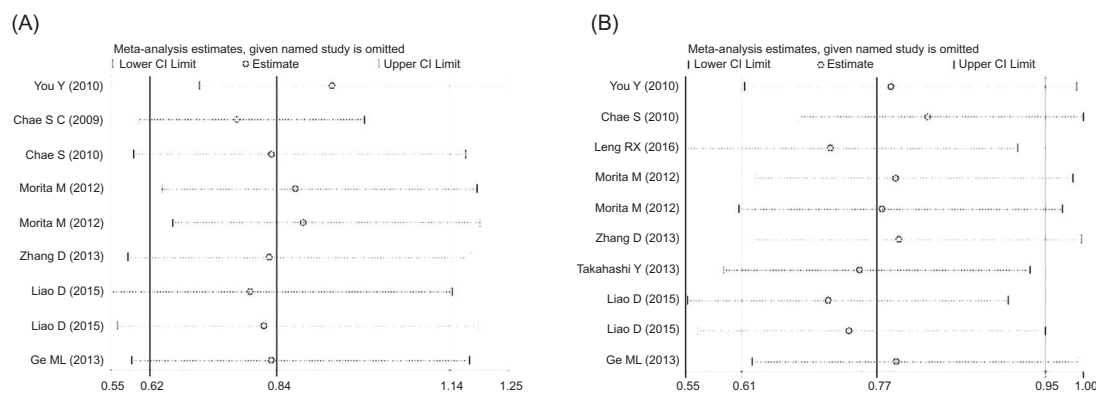 (A)
Meta-analysis estimates, given named study is omitted
Lower CI Limit Estimate Upper CI Limit
You Y (2010)
Chae S C (2009)
Chae S (2010)
Morita M (2012)
Morita M (2012)
Zhang D (2013)
Liao D (2015)
Liao D (2015)
Ge ML (2013)
0.55 0.62 0.84 1.14 1.25
(B)
Meta-analysis estimates, given named study is omitted
Lower CI Limit Estimate Upper CI Limit
You Y (2010)
Chae S (2010)
Leng RX (2016)
Morita M (2012)
Morita M (2012)
Zhang D (2013)
Takahashi Y (2013)
Liao D (2015)
Liao D (2015)
Ge ML (2013)
0.55 0.61 0.77 0.95 1.00